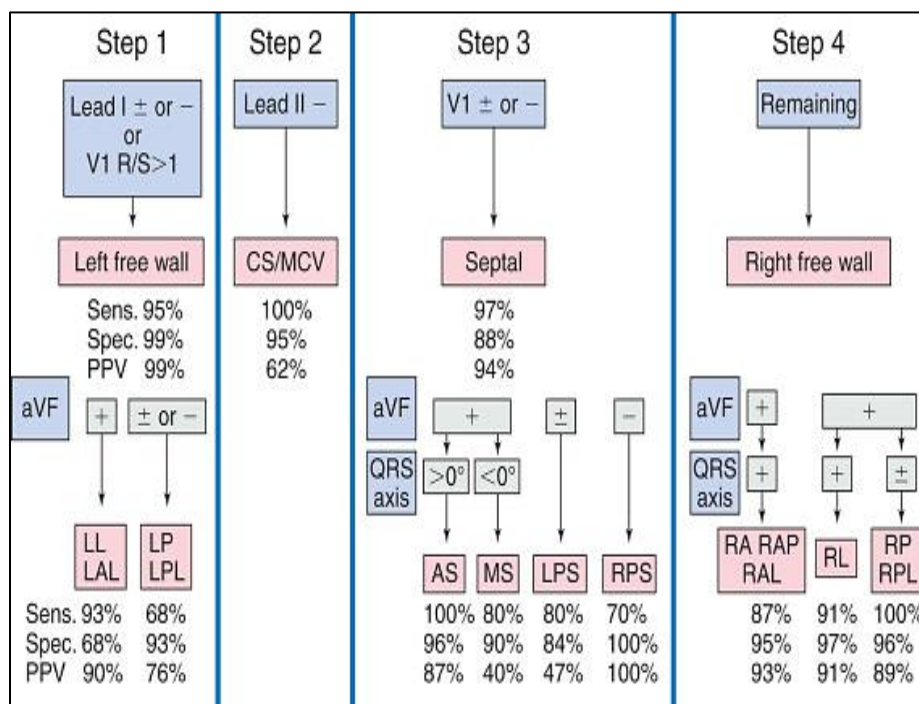 Step 1
Lead I ± or −
or
V1 R/S>1
Left free wall
Sens. 95%
Spec. 99%
PPV 99%
aVF
+
± or −
LL
LAL
LP
LPL
Sens. 93% 68%
Spec. 68% 93%
PPV 90% 76%
Step 2
Lead II −
CS/MCV
100%
95%
62%
Step 3
V1 ± or −
Septal
97%
88%
94%
aVF
+
±
−
QRS
axis
>0°
<0°
AS
MS
LPS
RPS
100% 80% 80% 70%
96% 90% 84% 100%
87% 40% 47% 100%
Step 4
Remaining
Right free wall
aVF
+
+
QRS
axis
+
+
±
RA RAP
RAL
RL
RP
RPL
87% 91% 100%
95% 97% 96%
93% 91% 89%